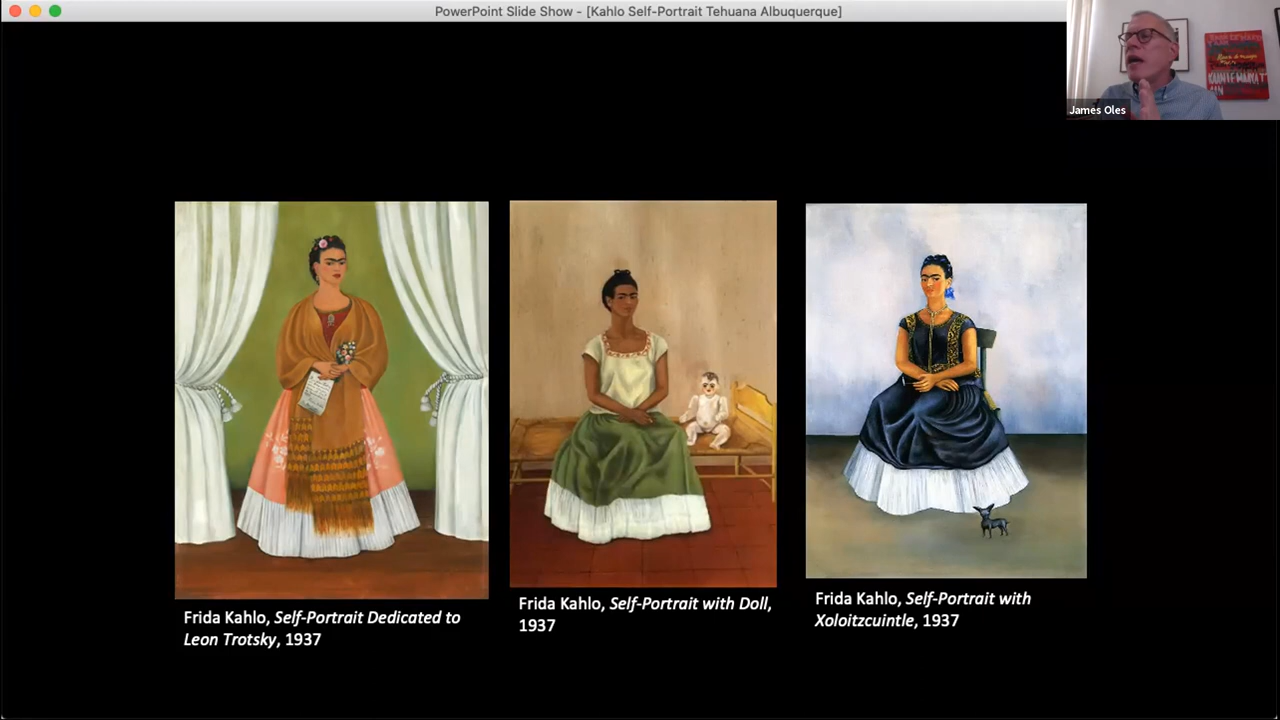 PowerPoint Slide Show - [Kahlo Self-Portrait Tehuana Albuquerque]
James Oles
Frida Kahlo, Self-Portrait Dedicated to
Leon Trotsky, 1937
Frida Kahlo, Self-Portrait with Doll,
1937
Frida Kahlo, Self-Portrait with
Xoloitzcuintle, 1937